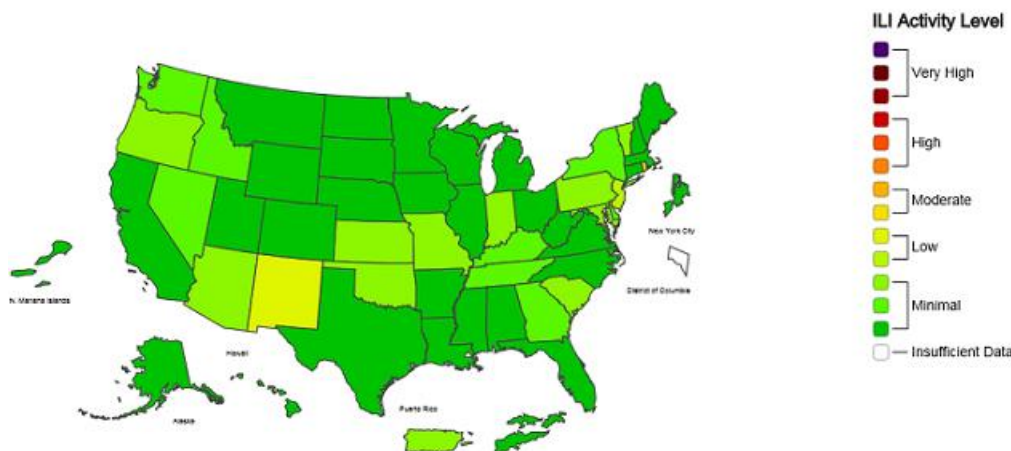 ILI Activity Level
Very High
High
Moderate
Low
Minimal
Insufficient Data
New York City
District of Columbia
N. Mariana Islands
Hawaii
Alaska
Puerto Rico